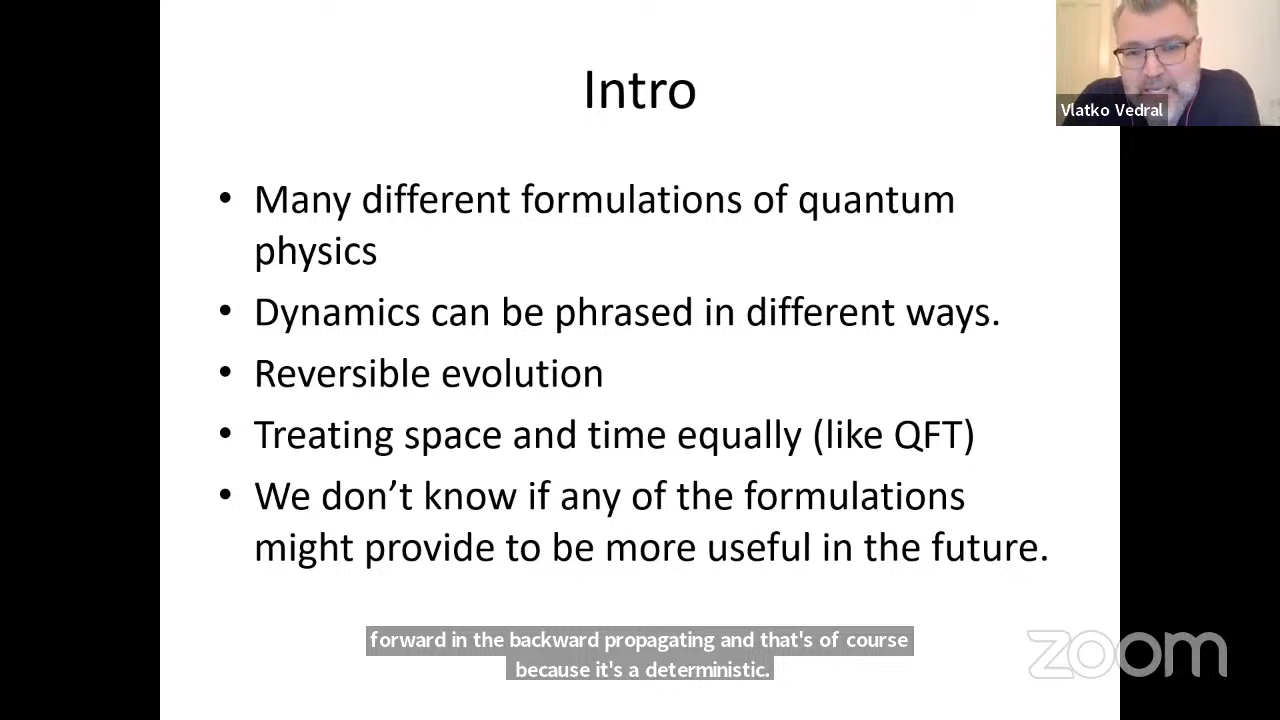 Intro
Vlatko Vedral
• Many different formulations of quantum
physics
• Dynamics can be phrased in different ways.
• Reversible evolution
• Treating space and time equally (like QFT)
• We don’t know if any of the formulations
might provide to be more useful in the future.
forward in the backward propagating and that's of course
because it's a deterministic.
zoom